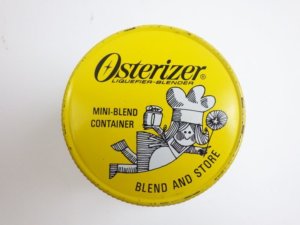 Osterizer®
LIQUEFIER-BLENDER
MINI-BLEND
CONTAINER
BLEND AND STORE